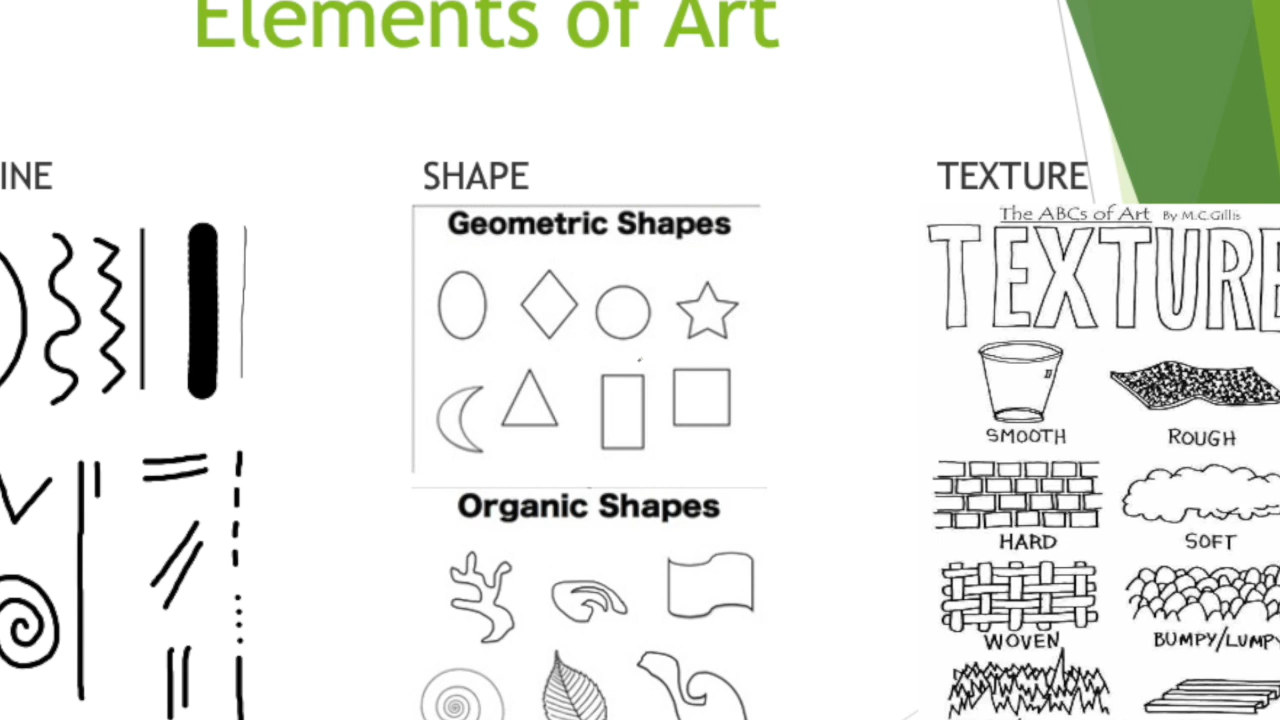 Elements of Art
INE
SHAPE
TEXTURE
Geometric Shapes
Organic Shapes
The ABCs of Art By M.C.Gillis
TEXTURE
SMOOTH
ROUGH
HARD
SOFT
WOVEN
BUMPY/LUMPY